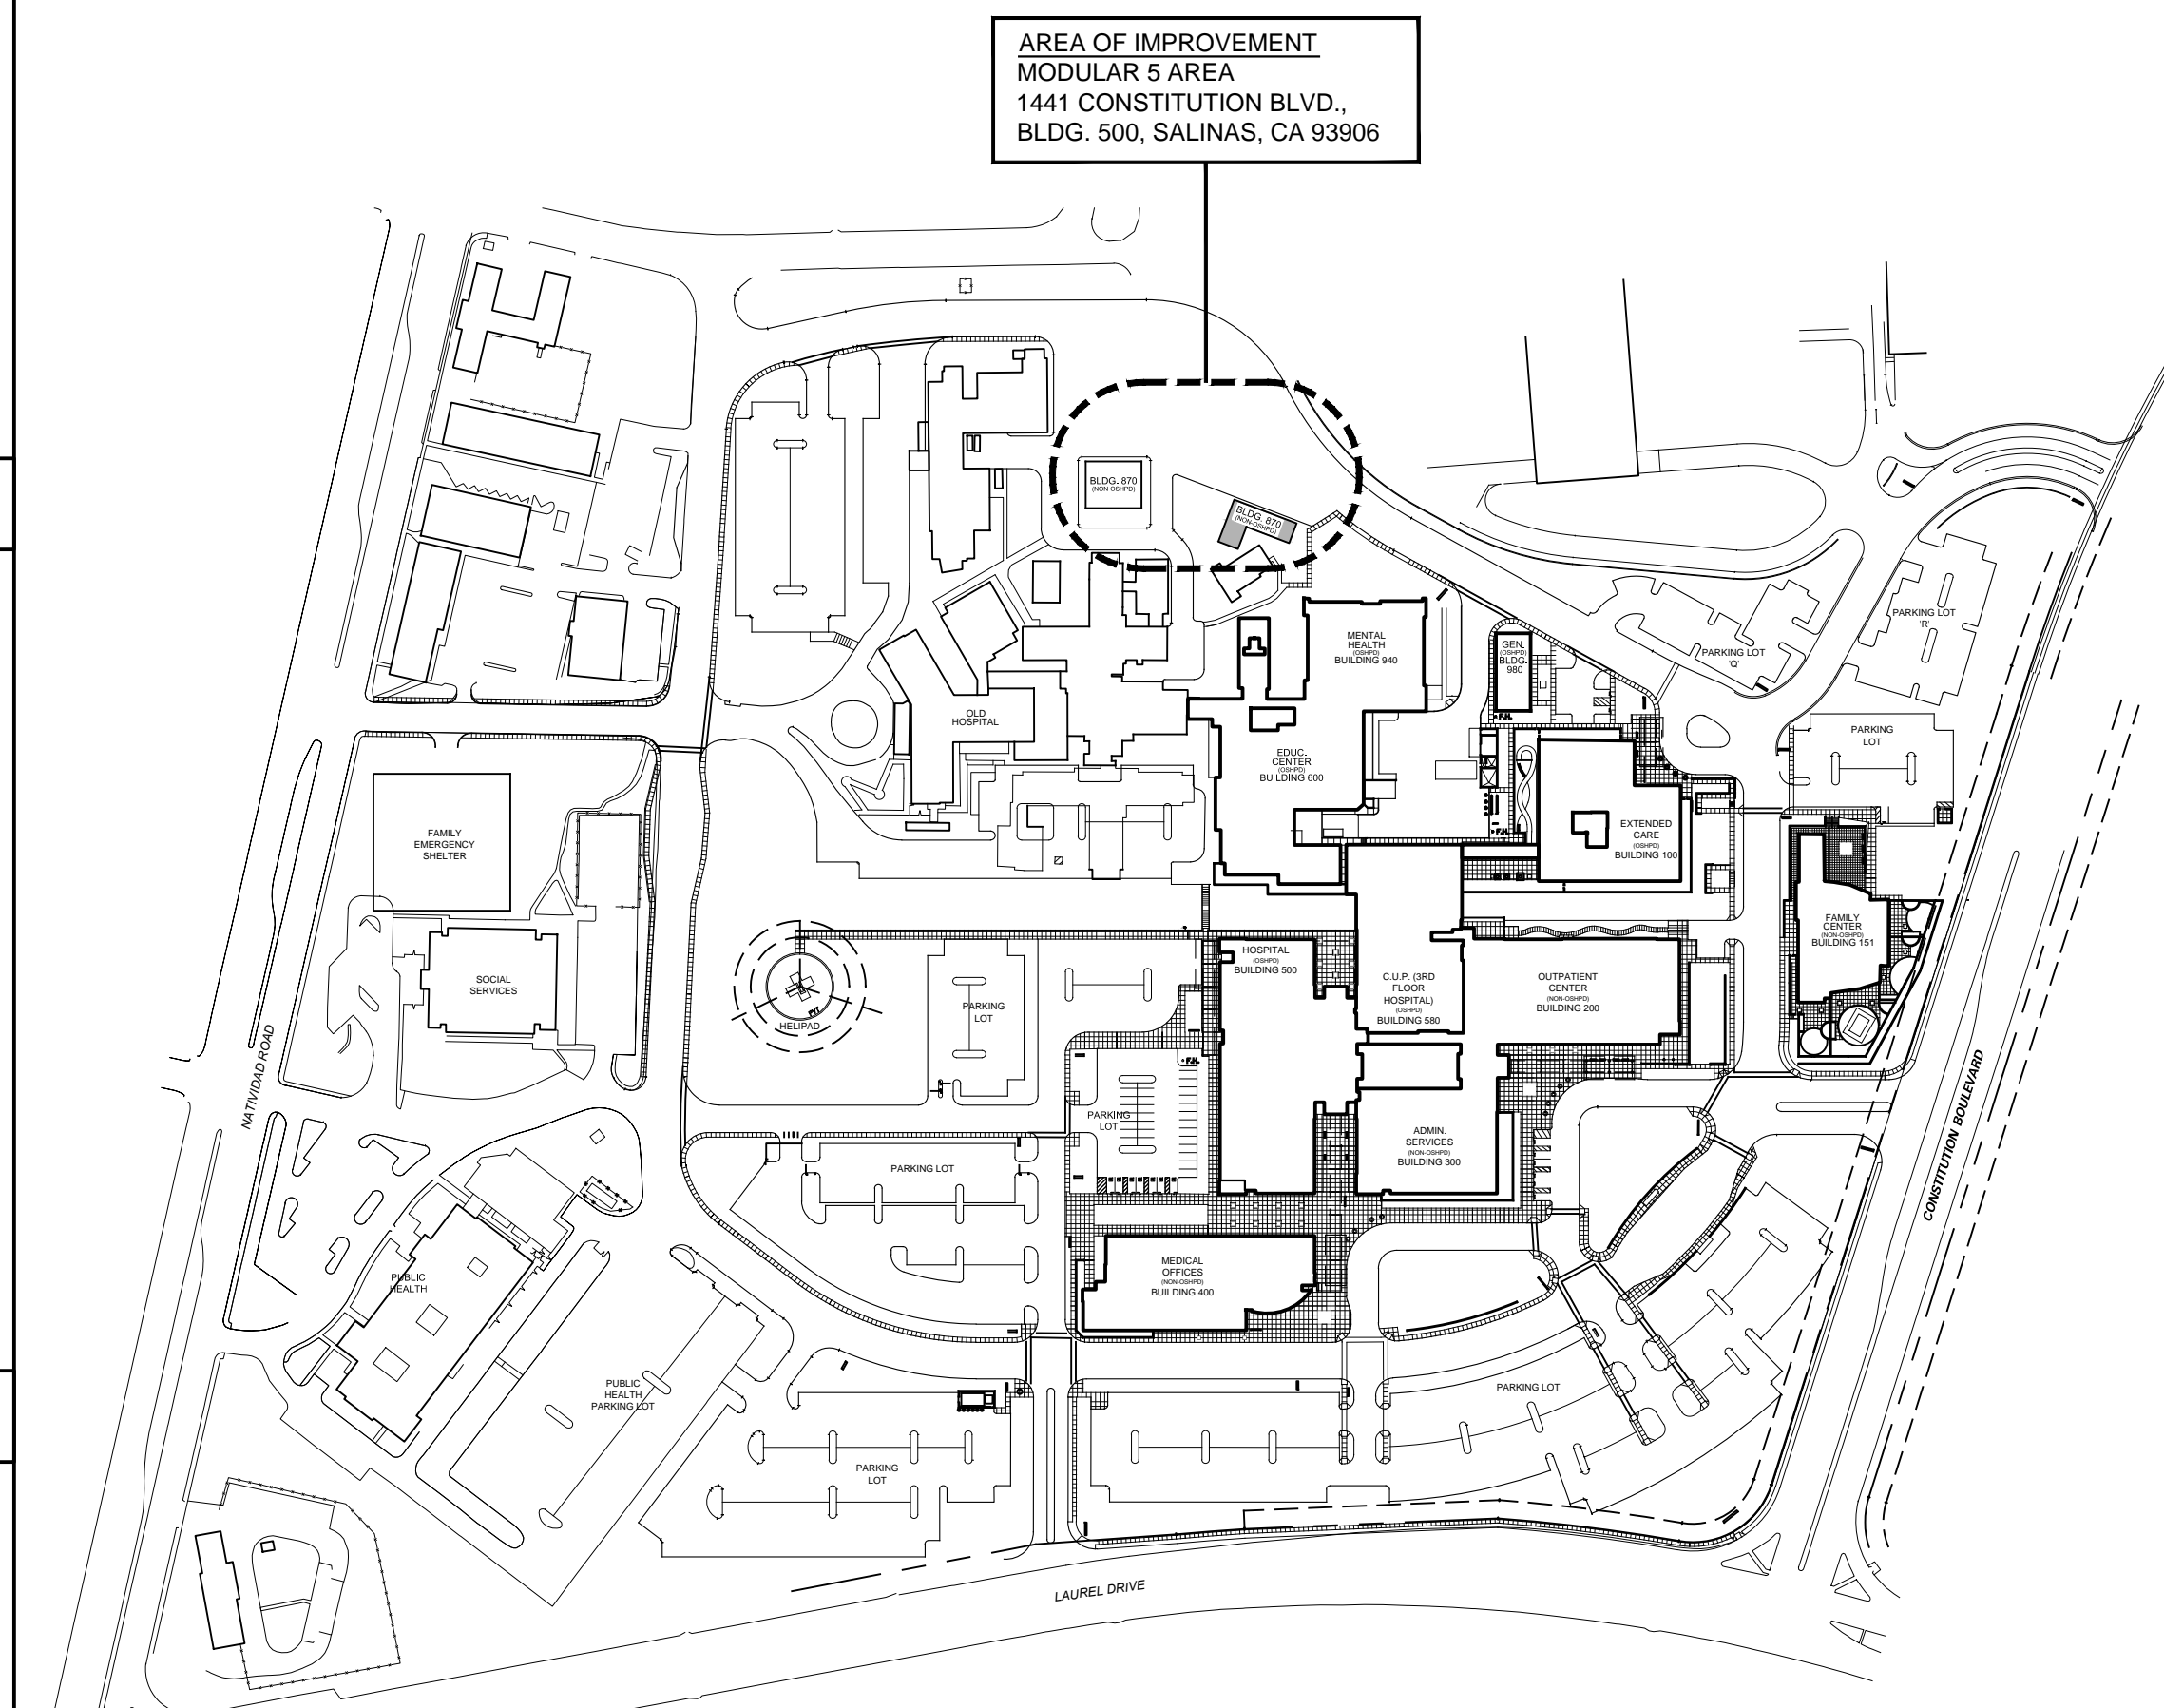 AREA OF IMPROVEMENT
MODULAR 5 AREA
1441 CONSTITUTION BLVD.,
BLDG. 500, SALINAS, CA 93906
BLDG. 870
(NON-OSHPD)
BLDG. 870
(NON-OSHPD)
PARKING LOT
'R'
MENTAL
HEALTH
(OSHPD)
BUILDING 940
GEN.
(OSHPD)
BLDG.
980
F.H.
PARKING LOT
'Q'
OLD
HOSPITAL
EDUC.
CENTER
(OSHPD)
BUILDING 600
PARKING
LOT
FAMILY
EMERGENCY
SHELTER
F.H.
EXTENDED
CARE
(OSHPD)
BUILDING 100
FAMILY
CENTER
(NON-OSHPD)
BUILDING 151
SOCIAL
SERVICES
HELIPAD
PARKING
LOT
HOSPITAL
(OSHPD)
BUILDING 500
C.U.P. (3RD
FLOOR
HOSPITAL)
(OSHPD)
BUILDING 580
OUTPATIENT
CENTER
(NON-OSHPD)
BUILDING 200
NATIVIDAD ROAD
F.H.
PARKING
LOT
CONSTITUTION BOULEVARD
PARKING LOT
ADMIN.
SERVICES
(NON-OSHPD)
BUILDING 300
PUBLIC
HEALTH
MEDICAL
OFFICES
(NON-OSHPD)
BUILDING 400
PUBLIC
HEALTH
PARKING LOT
PARKING LOT
PARKING
LOT
LAUREL DRIVE